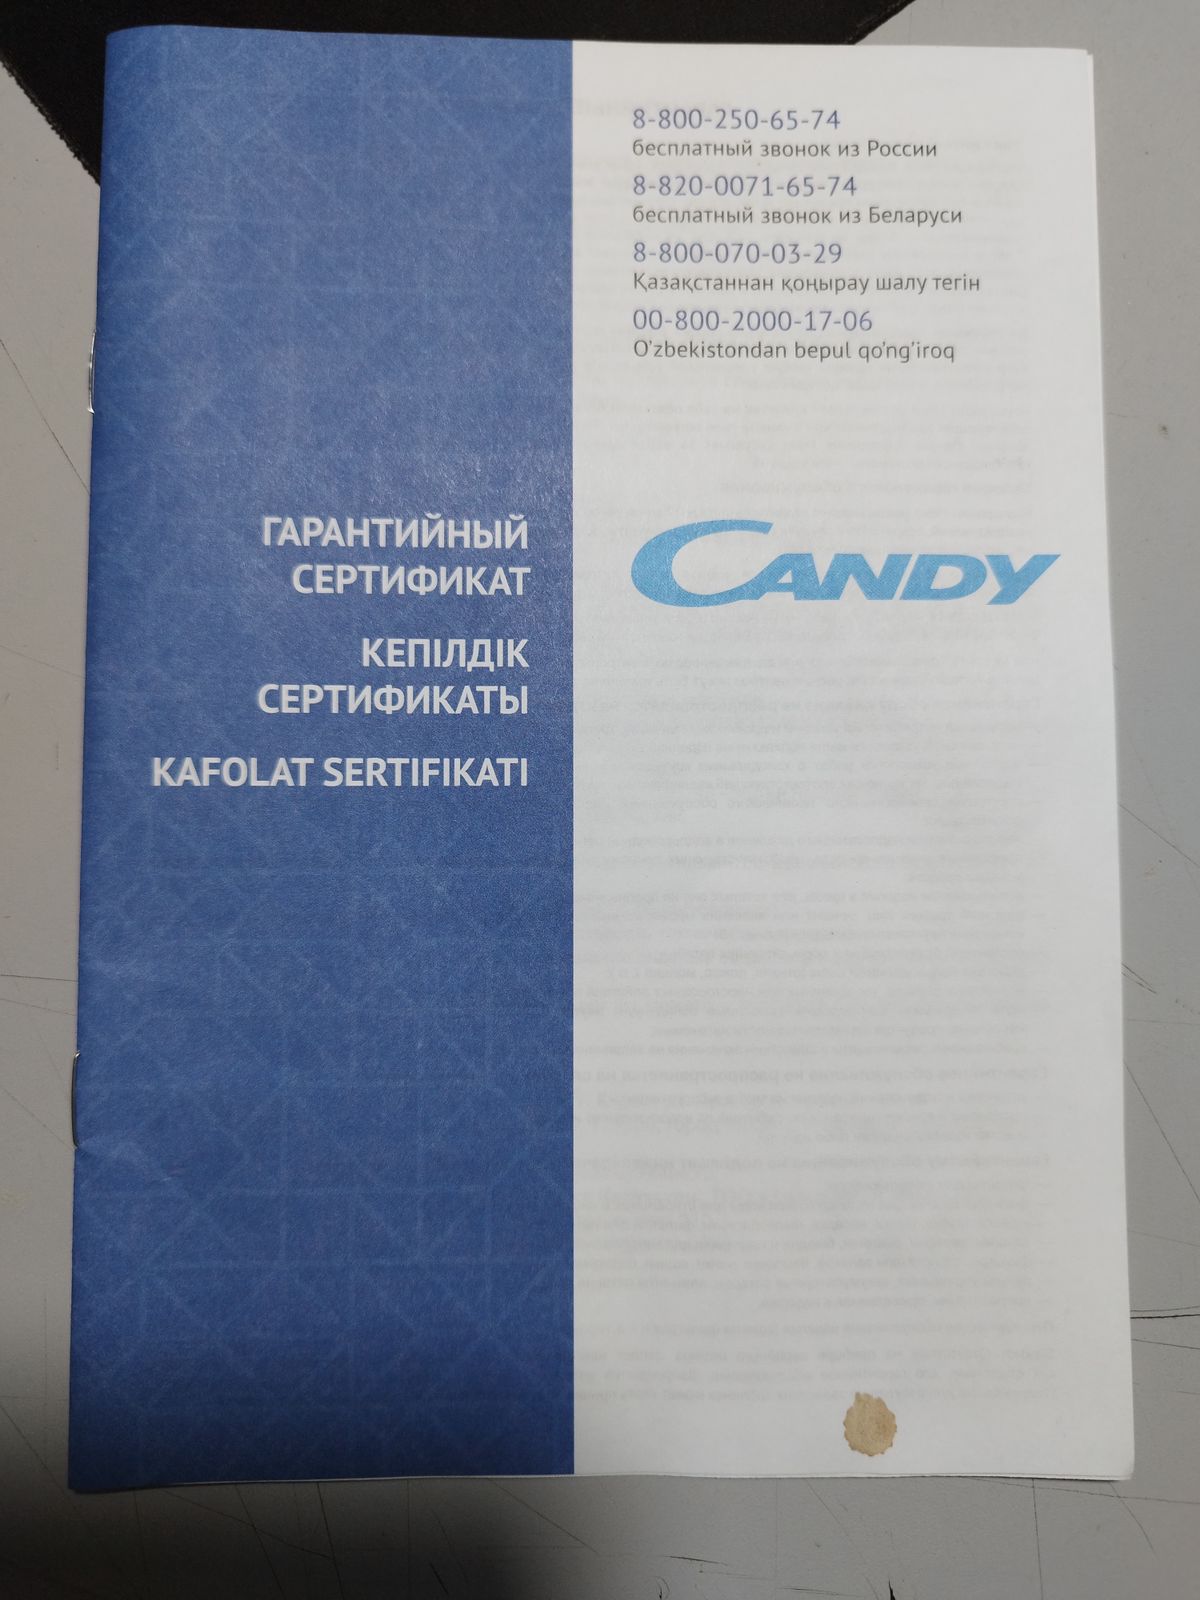 8-800-250-65-74
бесплатный звонок из России
8-820-0071-65-74
бесплатный звонок из Беларуси
8-800-070-03-29
Қазақстаннан қоңырау шалу тегін
00-800-2000-17-06
O'zbekistondan bepul qo'ng'iroq
ГАРАНТИЙНЫЙ
СЕРТИФИКАТ
КЕПІЛДІК
СЕРТИФИКАТЫ
KAFOLAT SERTIFIKATI
CANDY